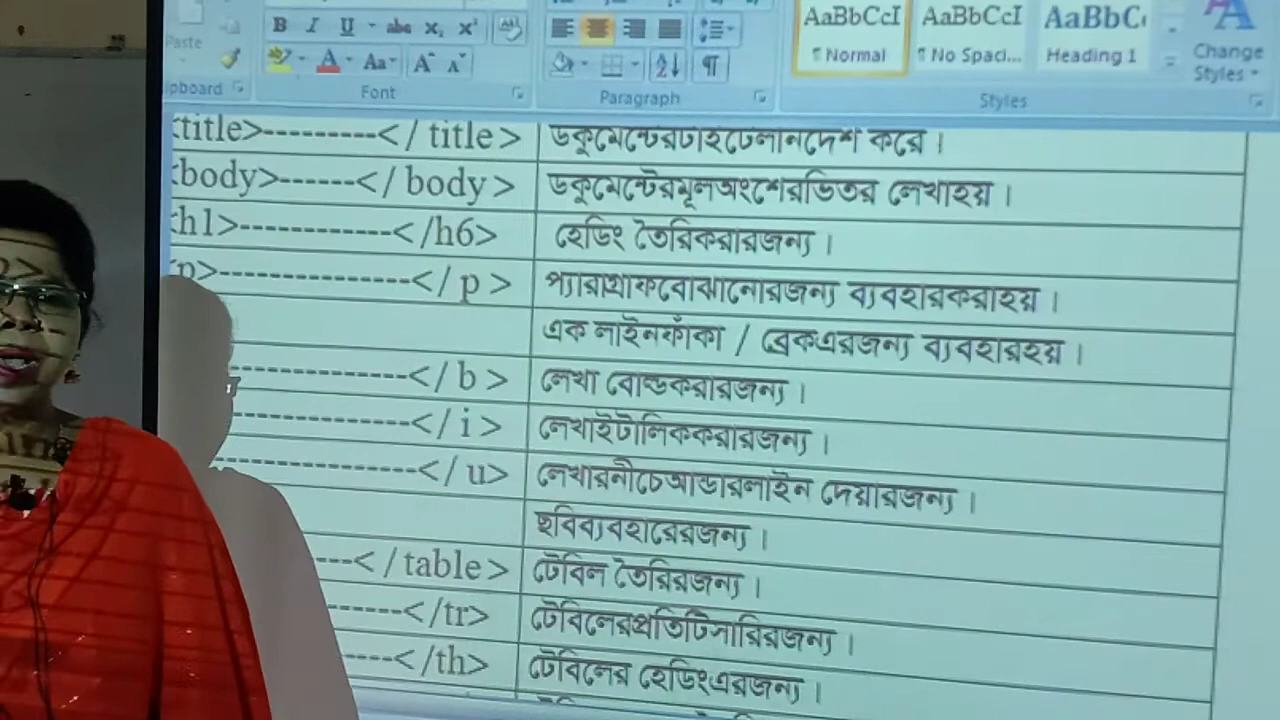 B I U abc x₂ x²
AaBbCcI AaBbCcI AaBbC
Paste
Aa A A
¶ Normal ¶ No Spaci... Heading 1
Change
Styles
pboard Font Paragraph Styles
<title>---------</ title > ডকুমেন্টেরটাইটেলনির্দেশ করে ।
<body>------</ body > ডকুমেন্টেরমূলঅংশেরভিতর লেখাহয় ।
<h1>------------</h6> হেডিং তৈরিকরারজন্য ।
<p>---------------</ p > প্যারাগ্রাফবোঝানোরজন্য ব্যবহারকরাহয় ।
এক লাইনফাঁকা / ব্রেকএরজন্য ব্যবহারহয় ।
--------------</ b > লেখা বোল্ডকরারজন্য ।
--------------</ i > লেখাইটালিককরারজন্য ।
---------------</ u> লেখারনীচেআন্ডারলাইন দেয়ারজন্য ।
ছবিব্যবহারেরজন্য ।
---</ table > টেবিল তৈরিরজন্য ।
------</tr> টেবিলেরপ্রতিটিসারিরজন্য ।
----</th> টেবিলের হেডিংএরজন্য ।